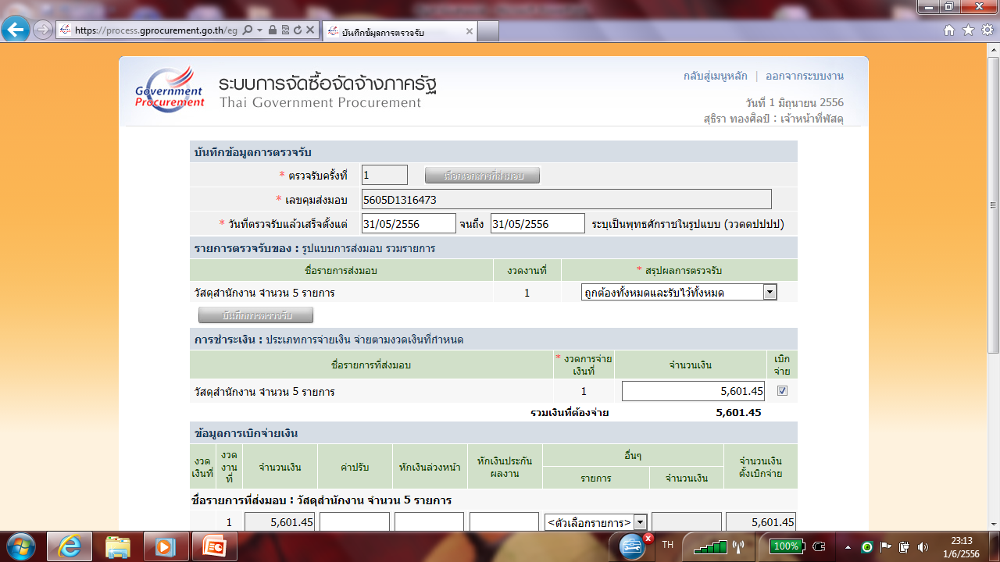 https://process.gprocurement.go.th/eg
บันทึกข้อมูลการตรวจรับ
Government
Procurement
ระบบการจัดซื้อจัดจ้างภาครัฐ
Thai Government Procurement
กลับสู่เมนูหลัก | ออกจากระบบงาน
วันที่ 1 มิถุนายน 2556
สุธิรา ทองศิลป์ : เจ้าหน้าที่พัสดุ
บันทึกข้อมูลการตรวจรับ
* ตรวจรับครั้งที่ 1 เลือกเอกสารที่ส่งมอบ
* เลขคุมส่งมอบ 5605D1316473
* วันที่ตรวจรับแล้วเสร็จตั้งแต่ 31/05/2556 จนถึง 31/05/2556 ระบุเป็นพุทธศักราชในรูปแบบ (ววดดปปปป)
รายการตรวจรับของ : รูปแบบการส่งมอบ รวมรายการ
ชื่อรายการส่งมอบ งวดงานที่ * สรุปผลการตรวจรับ
วัสดุสำนักงาน จำนวน 5 รายการ 1 ถูกต้องทั้งหมดและรับไว้ทั้งหมด
บันทึกการตรวจรับ
การชำระเงิน : ประเภทการจ่ายเงิน จ่ายตามงวดเงินที่กำหนด
ชื่อรายการที่ส่งมอบ * งวดการจ่ายเงินที่ จำนวนเงิน เบิกจ่าย
วัสดุสำนักงาน จำนวน 5 รายการ 1 5,601.45
รวมเงินที่ต้องจ่าย 5,601.45
ข้อมูลการเบิกจ่ายเงิน
งวดเงินที่ งวดงานที่ จำนวนเงิน ค่าปรับ หักเงินล่วงหน้า หักเงินประกันผลงาน อื่นๆ จำนวนเงินตั้งเบิกจ่าย
รายการ จำนวนเงิน
ชื่อรายการที่ส่งมอบ : วัสดุสำนักงาน จำนวน 5 รายการ
1 5,601.45 <ตัวเลือกรายการ> 5,601.45
TH 100% 23:13
1/6/2556